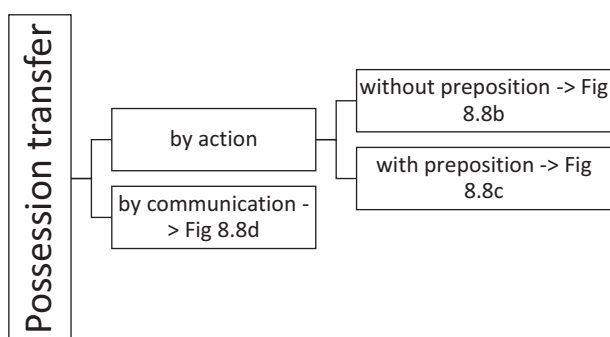 Possession transfer
by action
by communication -
> Fig 8.8d
without preposition -> Fig
8.8b
with preposition -> Fig
8.8c